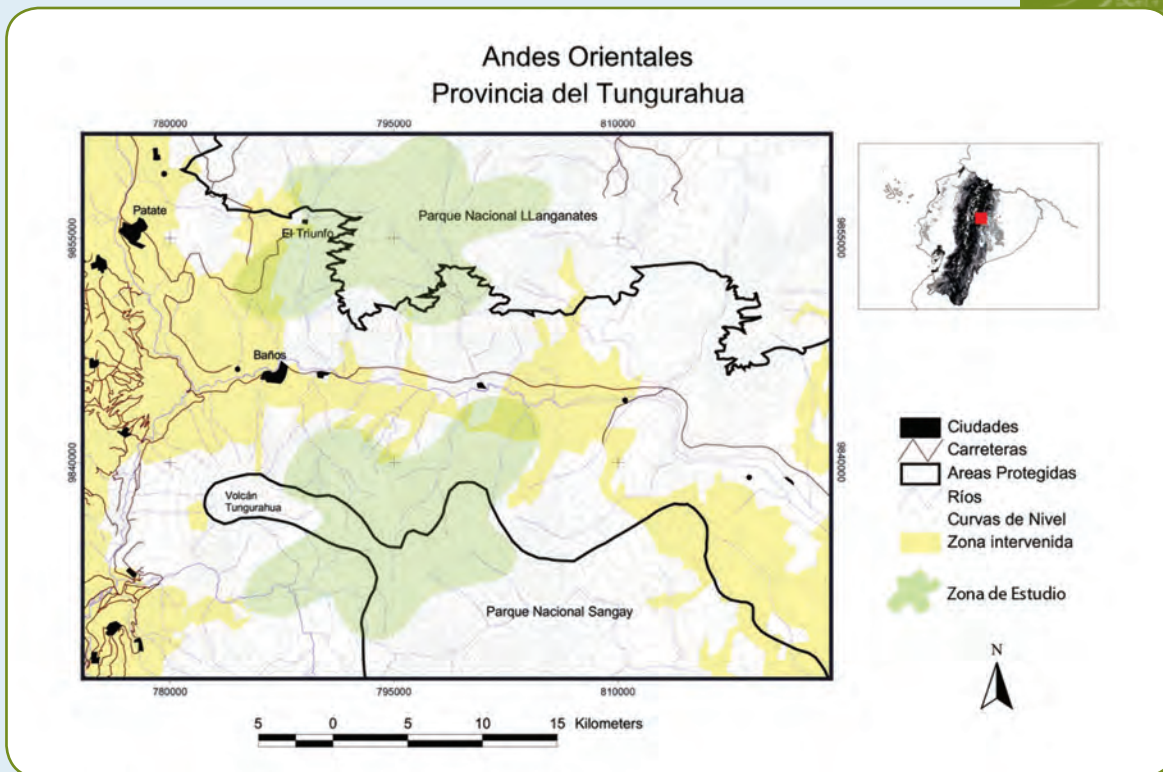 Andes Orientales
Provincia del Tungurahua
780000 795000 810000
9855000 9855000
Patate
El Triunfo
Parque Nacional LLanganates
Baños
9840000 9840000
Volcán
Tungurahua
Parque Nacional Sangay
780000 795000 810000
5 0 5 10 15 Kilometers
Ciudades
Carreteras
Areas Protegidas
Ríos
Curvas de Nivel
Zona intervenida
Zona de Estudio
N